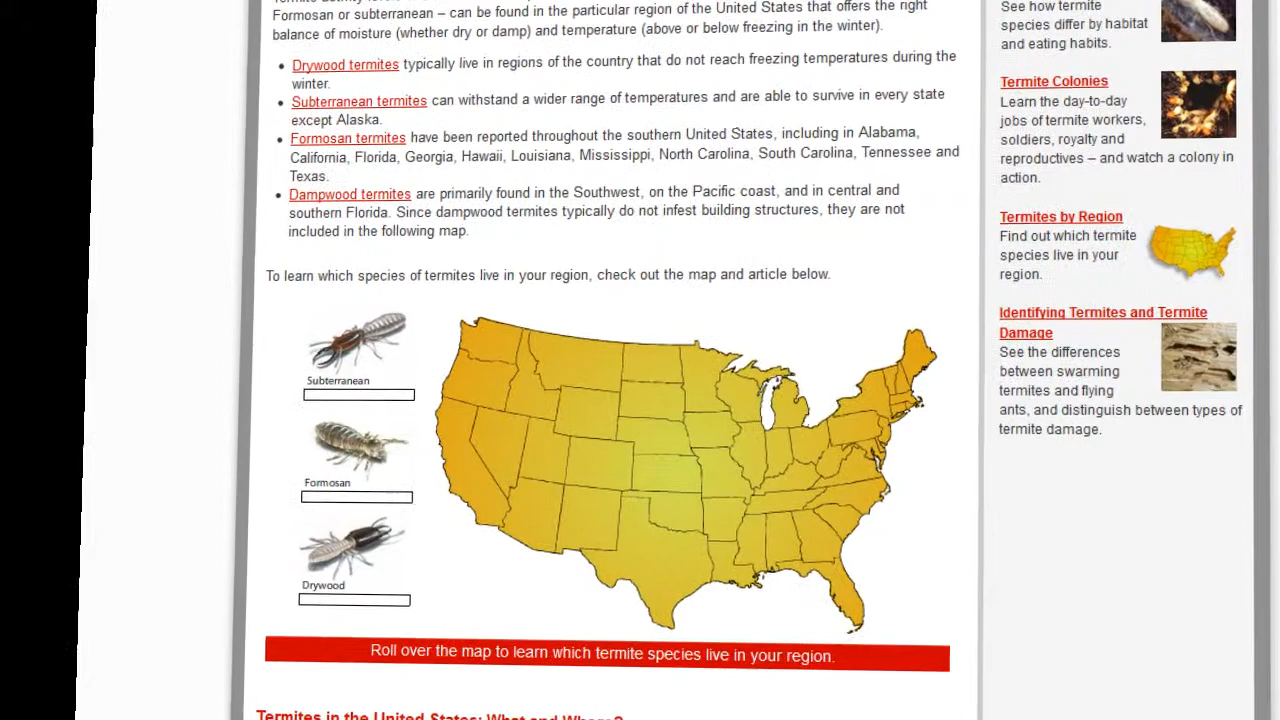 Formosan or subterranean – can be found in the particular region of the United States that offers the right
balance of moisture (whether dry or damp) and temperature (above or below freezing in the winter).
Drywood termites typically live in regions of the country that do not reach freezing temperatures during the
winter.
Subterranean termites can withstand a wider range of temperatures and are able to survive in every state
except Alaska.
Formosan termites have been reported throughout the southern United States, including in Alabama,
California, Florida, Georgia, Hawaii, Louisiana, Mississippi, North Carolina, South Carolina, Tennessee and
Texas.
Dampwood termites are primarily found in the Southwest, on the Pacific coast, and in central and
southern Florida. Since dampwood termites typically do not infest building structures, they are not
included in the following map.
To learn which species of termites live in your region, check out the map and article below.
Subterranean
Formosan
Drywood
Roll over the map to learn which termite species live in your region.
Termites in the United States: What and Where?
See how termite
species differ by habitat
and eating habits.
Termite Colonies
Learn the day-to-day
jobs of termite workers,
soldiers, royalty and
reproductives – and watch a colony in
action.
Termites by Region
Find out which termite
species live in your
region.
Identifying Termites and Termite
Damage
See the differences
between swarming
termites and flying
ants, and distinguish between types of
termite damage.